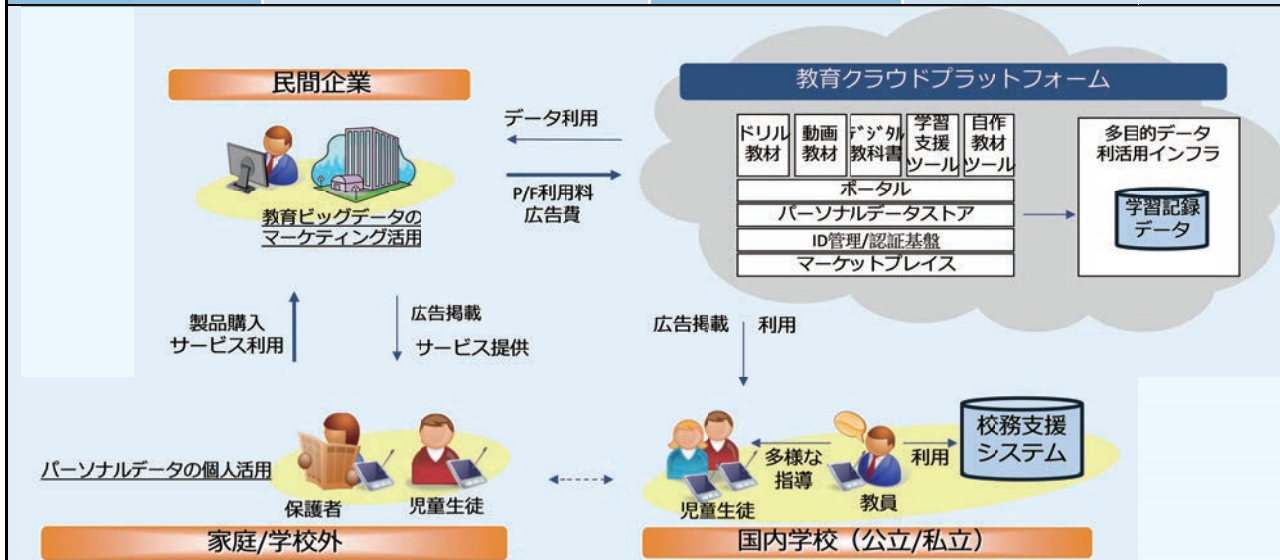 民間企業
教育クラウドプラットフォーム
データ利用
P/F利用料
広告費
教育ビッグデータの
マーケティング活用
ドリル
教材
動画
教材
ﾃﾞｼﾞﾀﾙ
教科書
学習
支援
ツール
自作
教材
ツール
ポータル
パーソナルデータストア
ID管理/認証基盤
マーケットプレイス
多目的データ
利活用インフラ
学習記録
データ
製品購入
サービス利用
広告掲載
サービス提供
広告掲載
利用
パーソナルデータの個人活用
保護者
児童生徒
児童生徒
多様な
指導
教員
利用
校務支援
システム
家庭/学校外
国内学校（公立/私立）